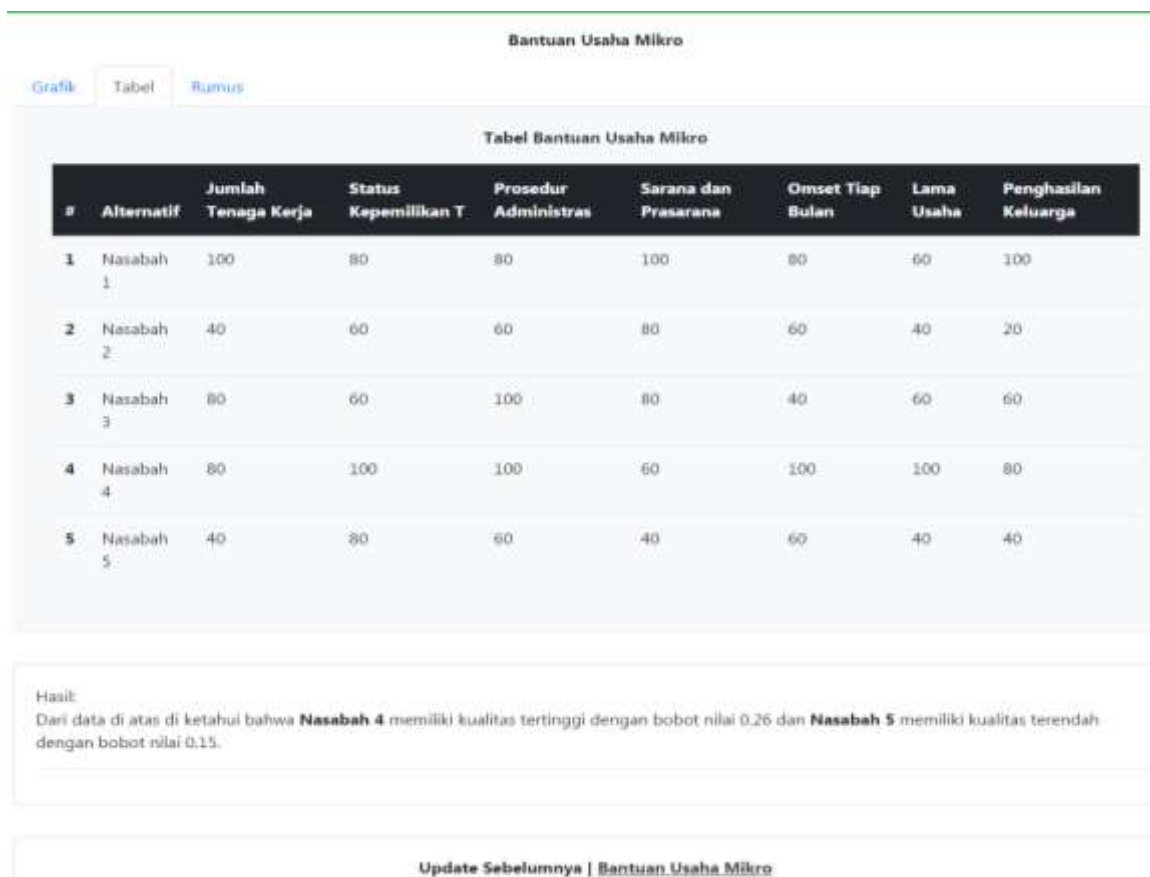 Bantuan Usaha Mikro
Grafik Tabel Rumus
Tabel Bantuan Usaha Mikro
# Alternatif Jumlah Tenaga Kerja Status Kepemilikan T Prosedur Administras Sarana dan Prasarana Omset Tiap Bulan Lama Usaha Penghasilan Keluarga
1 Nasabah 1 100 80 80 100 80 60 100
2 Nasabah 2 40 60 60 80 60 40 20
3 Nasabah 3 80 60 100 80 40 60 60
4 Nasabah 4 80 100 100 60 100 100 80
5 Nasabah 5 40 80 60 40 60 40 40
Hasil:
Dari data di atas di ketahui bahwa Nasabah 4 memiliki kualitas tertinggi dengan bobot nilai 0.26 dan Nasabah 5 memiliki kualitas terendah
dengan bobot nilai 0.15.
Update Sebelumnya | Bantuan Usaha Mikro